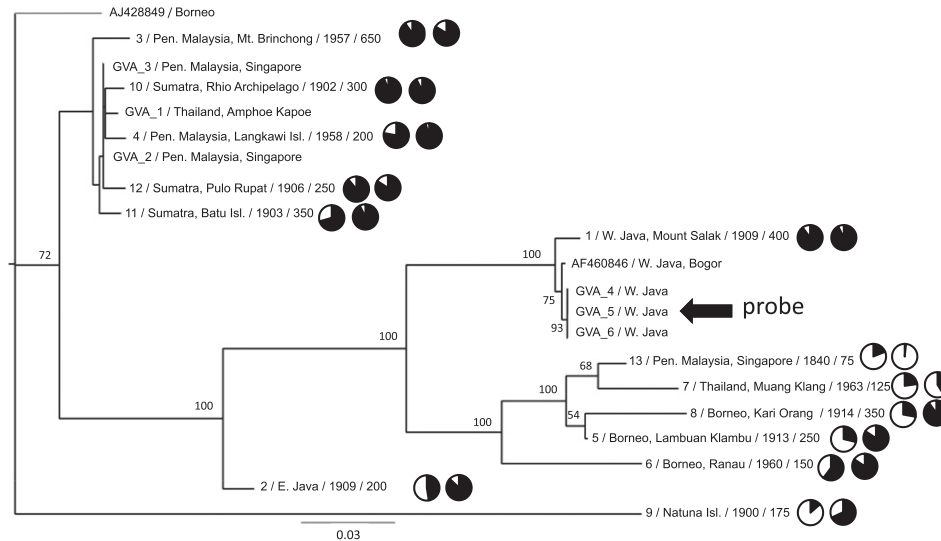 AJ428849 / Borneo
3 / Pen. Malaysia, Mt. Brinchong / 1957 / 650
GVA_3 / Pen. Malaysia, Singapore
10 / Sumatra, Rhio Archipelago / 1902 / 300
GVA_1 / Thailand, Amphoe Kapoe
4 / Pen. Malaysia, Langkawi Isl. / 1958 / 200
GVA_2 / Pen. Malaysia, Singapore
12 / Sumatra, Pulo Rupat / 1906 / 250
11 / Sumatra, Batu Isl. / 1903 / 350
72
1 / W. Java, Mount Salak / 1909 / 400
100
AF460846 / W. Java, Bogor
GVA_4 / W. Java
75
GVA_5 / W. Java
probe
93
GVA_6 / W. Java
100
13 / Pen. Malaysia, Singapore / 1840 / 75
68
7 / Thailand, Muang Klang / 1963 /125
100
100
8 / Borneo, Kari Orang / 1914 / 350
54
100
5 / Borneo, Lambuan Klambu / 1913 / 250
6 / Borneo, Ranau / 1960 / 150
2 / E. Java / 1909 / 200
9 / Natuna Isl. / 1900 / 175
0.03